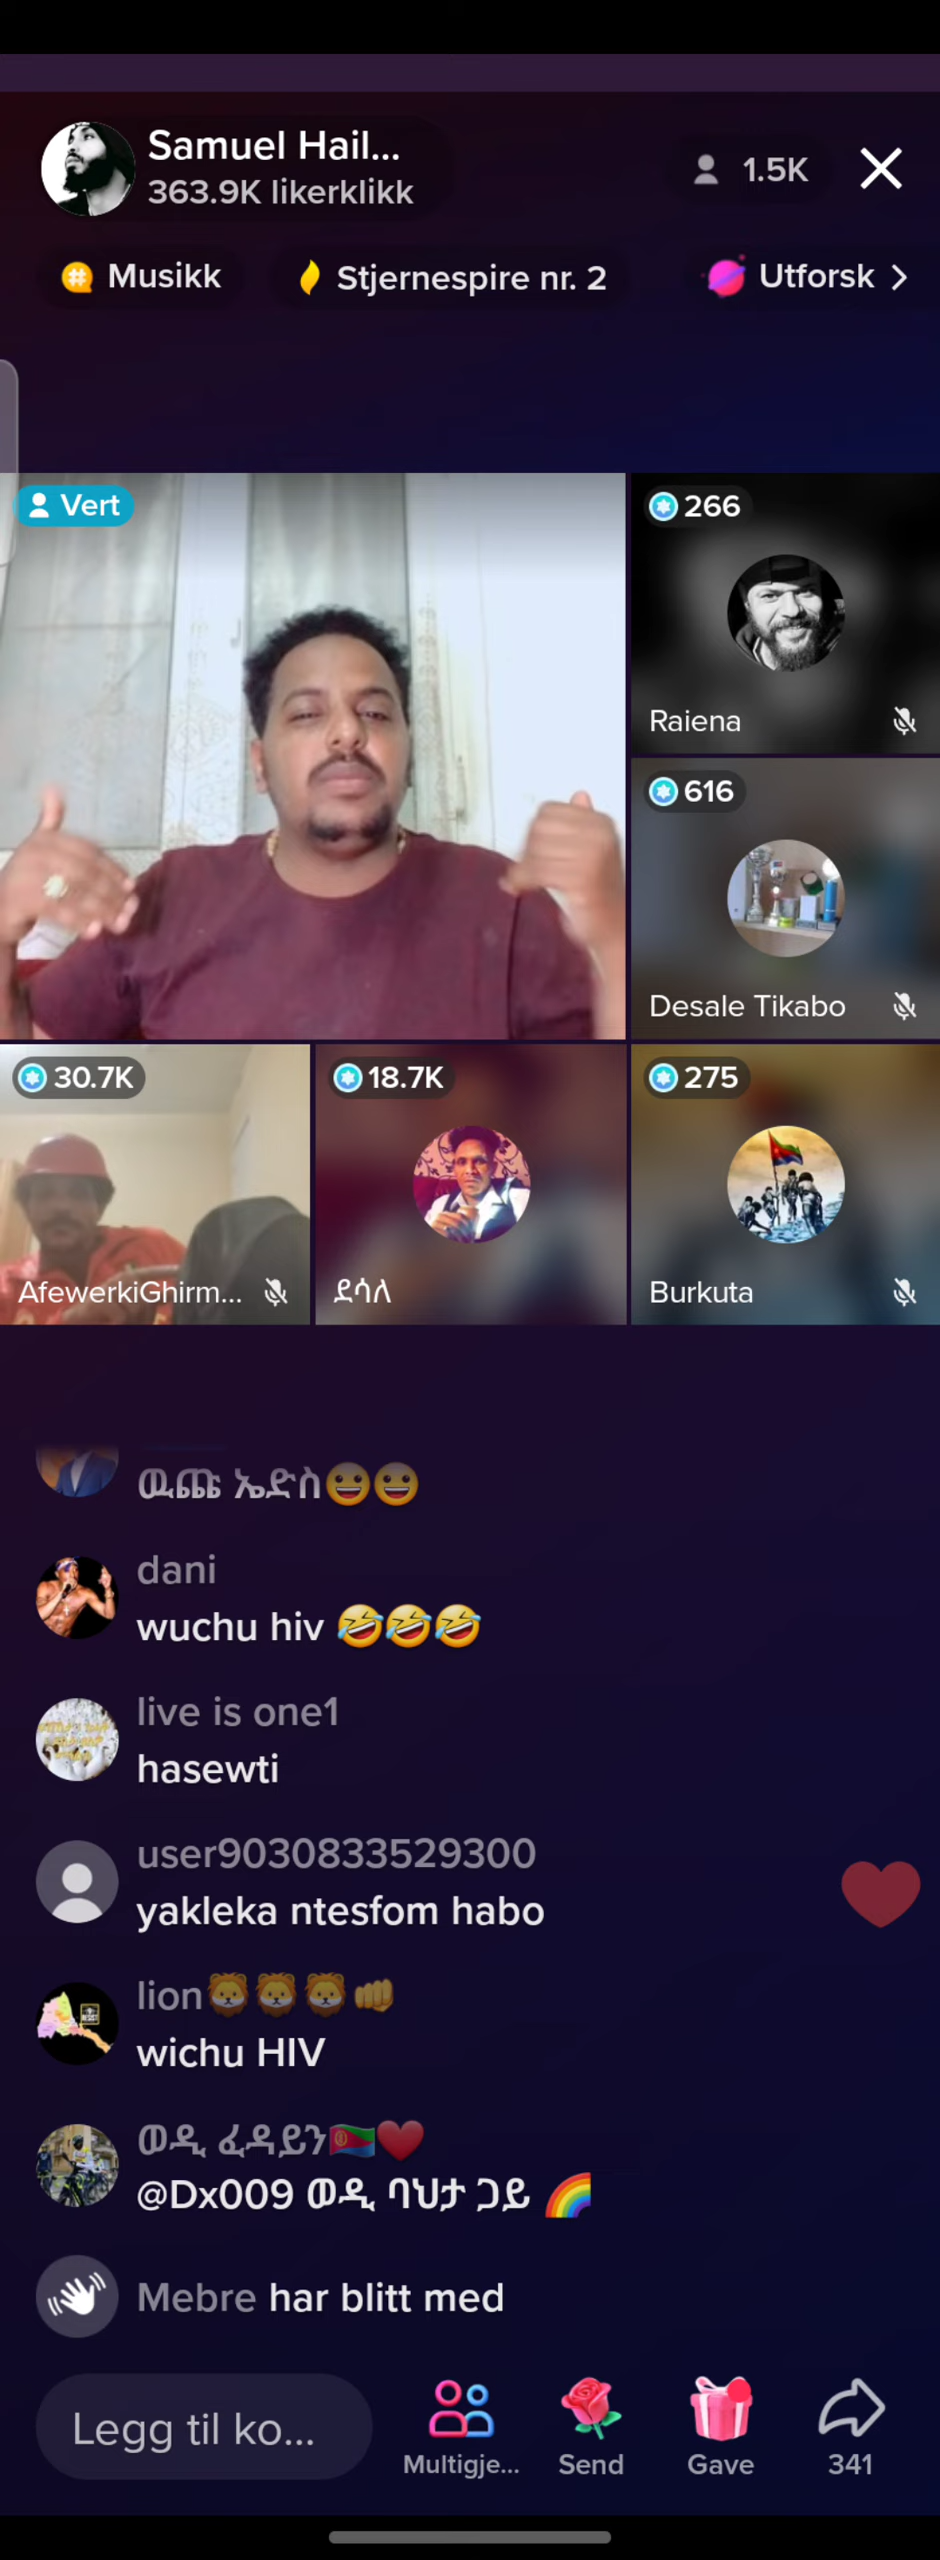 Samuel Hail...
363.9K likerklikk
1.5K
Musikk
Stjernespire nr. 2
Utforsk
Vert
266
Raiena
616
Desale Tikabo
30.7K
AfewerkiGhirm...
18.7K
ደሳለ
275
Burkuta
ዉጩ ኤድስ😀😀
dani
wuchu hiv 🤣🤣🤣
live is one1
hasewti
user9030833529300
yakleka ntesfom habo
lion🦁🦁🦁👊
wichu HIV
ወዲ ፈዳይን🇪🇷❤️
@Dx009 ወዲ ባህታ ጋይ 🌈
Mebre har blitt med
Legg til ko...
Multigje...
Send
Gave
341